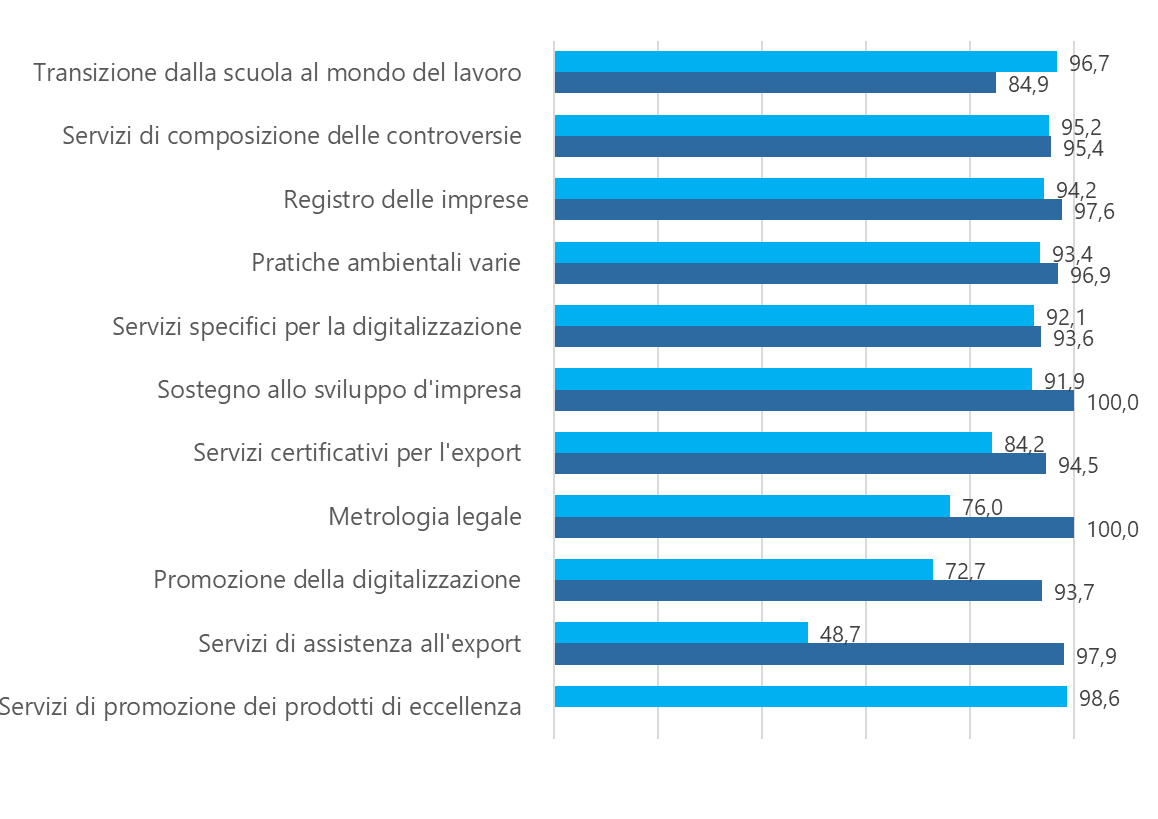 Transizione dalla scuola al mondo del lavoro
96,7
84,9
Servizi di composizione delle controversie
95,2
95,4
Registro delle imprese
94,2
97,6
Pratiche ambientali varie
93,4
96,9
Servizi specifici per la digitalizzazione
92,1
93,6
Sostegno allo sviluppo d'impresa
91,9
100,0
Servizi certificativi per l'export
84,2
94,5
Metrologia legale
76,0
100,0
Promozione della digitalizzazione
72,7
93,7
Servizi di assistenza all'export
48,7
97,9
Servizi di promozione dei prodotti di eccellenza
98,6